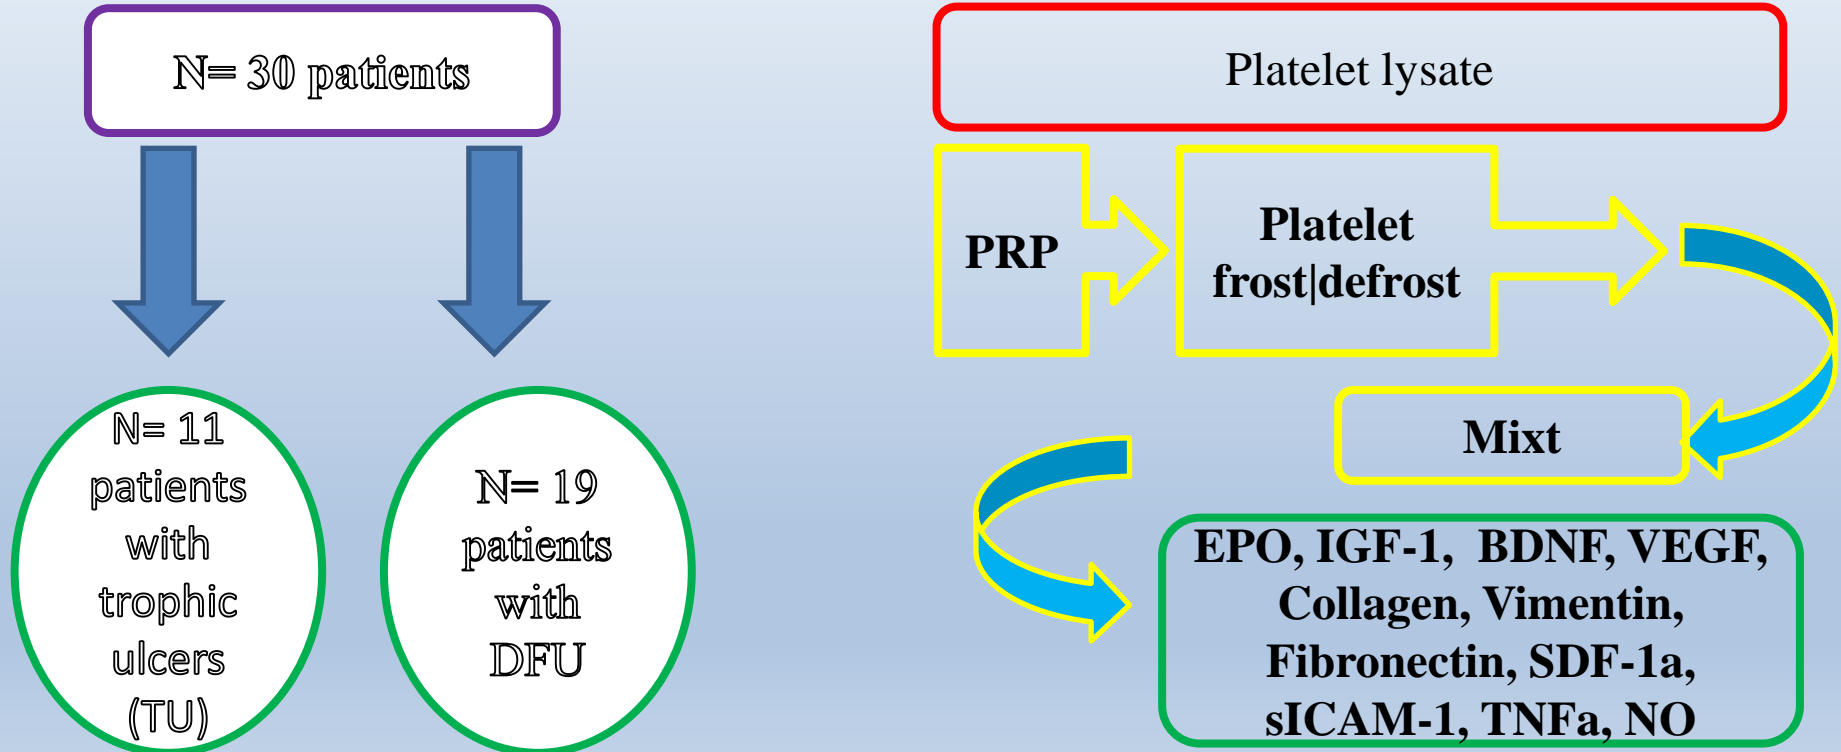 N= 30 patients
N= 11
patients
with
trophic
ulcers
(TU)
N= 19
patients
with
DFU
Platelet lysate
PRP
Platelet
frost|defrost
Mixt
EPO, IGF-1, BDNF, VEGF,
Collagen, Vimentin,
Fibronectin, SDF-1a,
sICAM-1, TNFa, NO